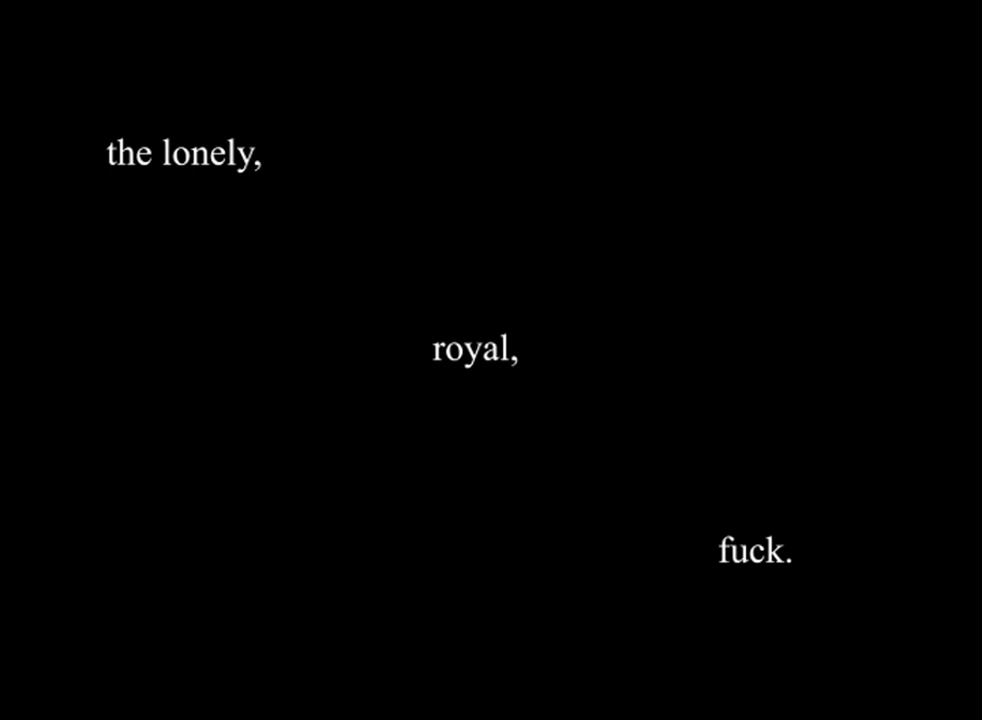 the lonely,
royal,
fuck.